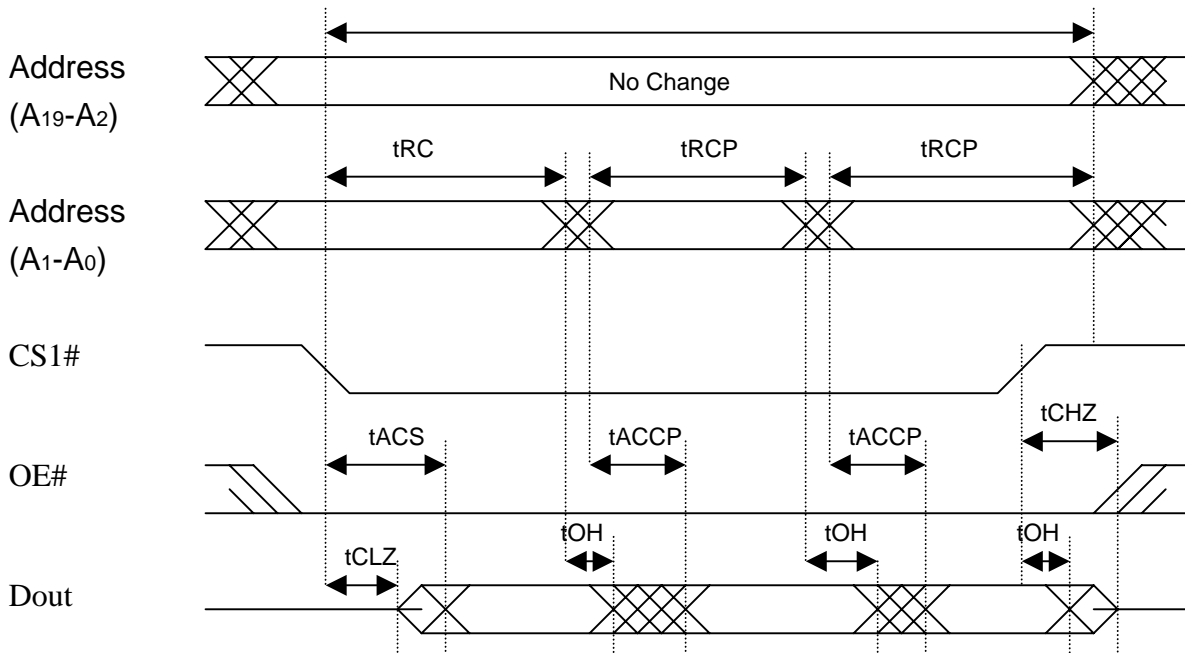 Address
(A19-A2)
No Change
tRC
tRCP
tRCP
Address
(A1-A0)
CS1#
tCHZ
tACS
tACCP
tACCP
OE#
tOH
tOH
tOH
tCLZ
Dout